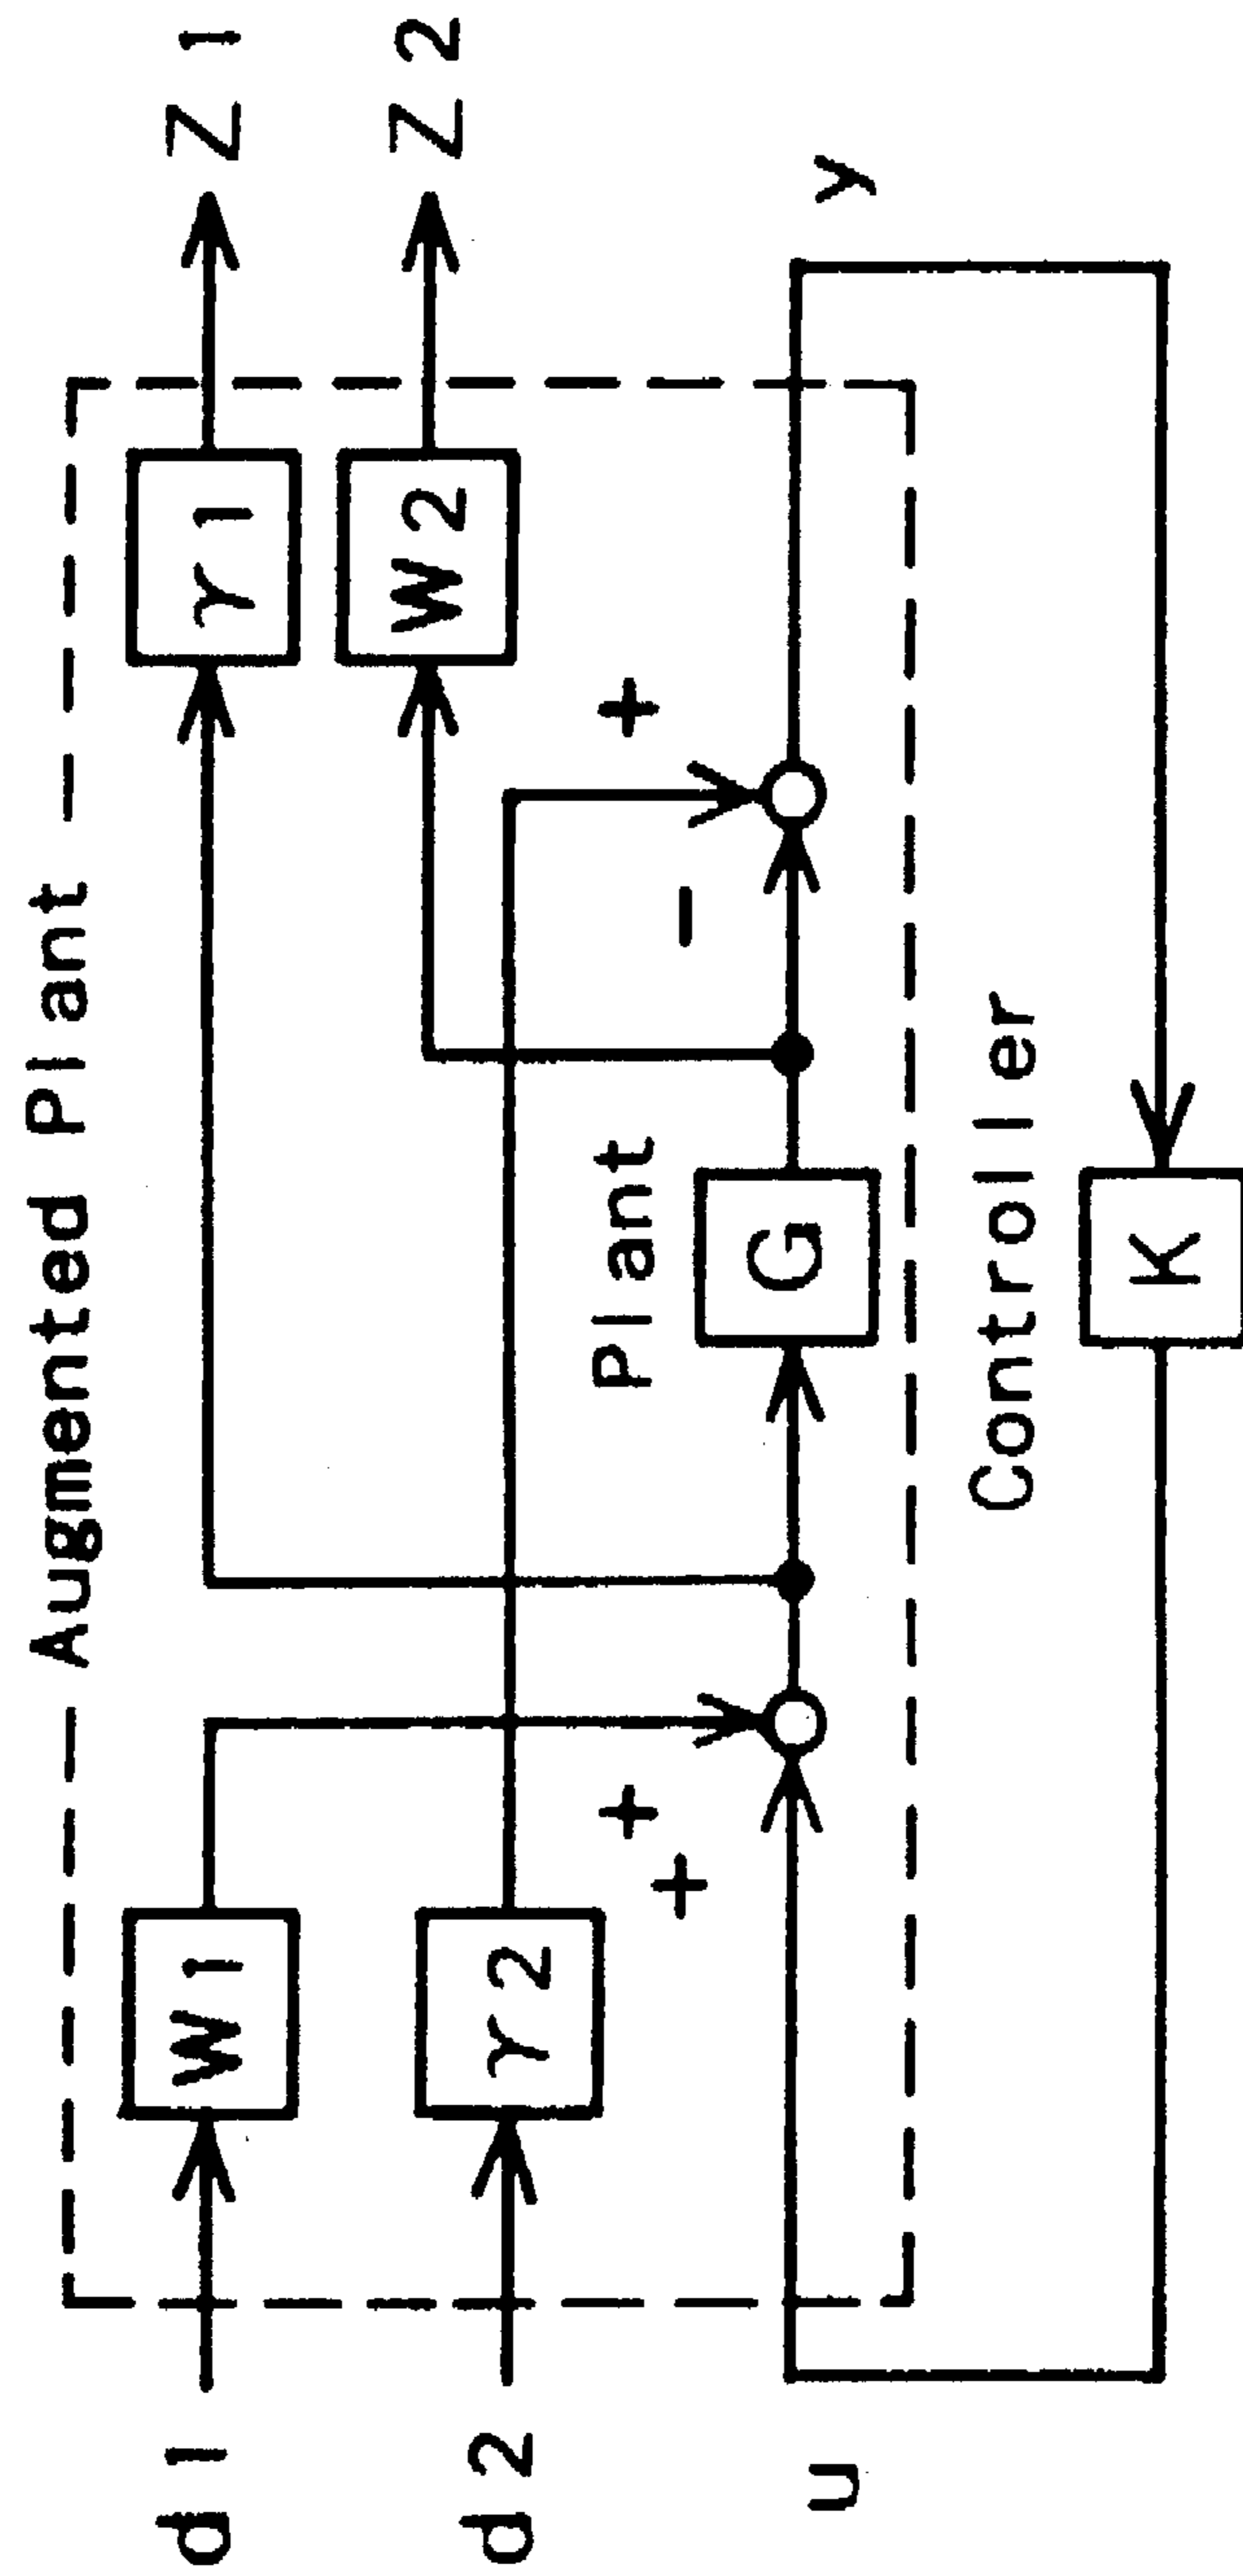 Augmented Plant
d1
W1
γ1
Z1
d2
γ2
W2
Z2
+
+
Plant
-
+
u
G
y
Controller
K